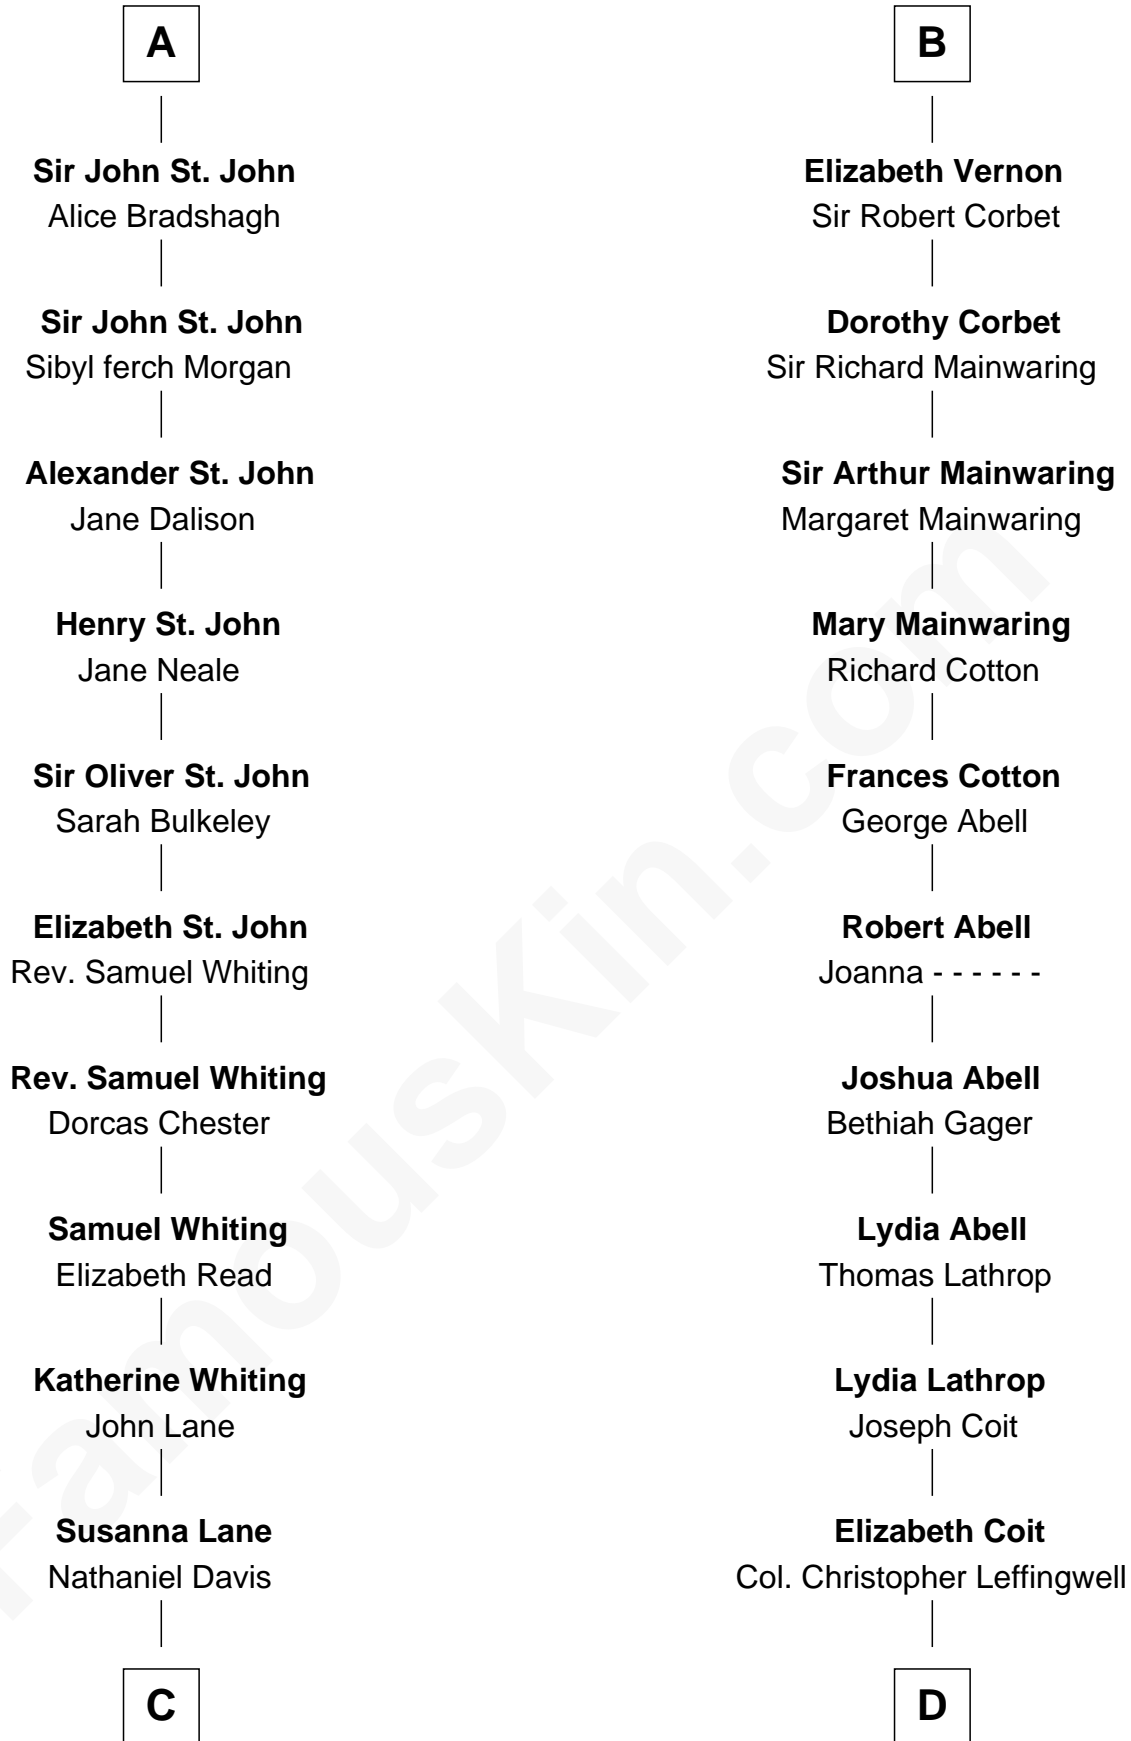 A
Sir John St. John
Alice Bradshagh
Sir John St. John
Sibyl ferch Morgan
Alexander St. John
Jane Dalison
Henry St. John
Jane Neale
Sir Oliver St. John
Sarah Bulkeley
Elizabeth St. John
Rev. Samuel Whiting
Rev. Samuel Whiting
Dorcas Chester
Samuel Whiting
Elizabeth Read
Katherine Whiting
John Lane
Susanna Lane
Nathaniel Davis
C
B
Elizabeth Vernon
Sir Robert Corbet
Dorothy Corbet
Sir Richard Mainwaring
Sir Arthur Mainwaring
Margaret Mainwaring
Mary Mainwaring
Richard Cotton
Frances Cotton
George Abell
Robert Abell
Joanna - - - - - -
Joshua Abell
Bethiah Gager
Lydia Abell
Thomas Lathrop
Lydia Lathrop
Joseph Coit
Elizabeth Coit
Col. Christopher Leffingwell
D
FamousKin.com